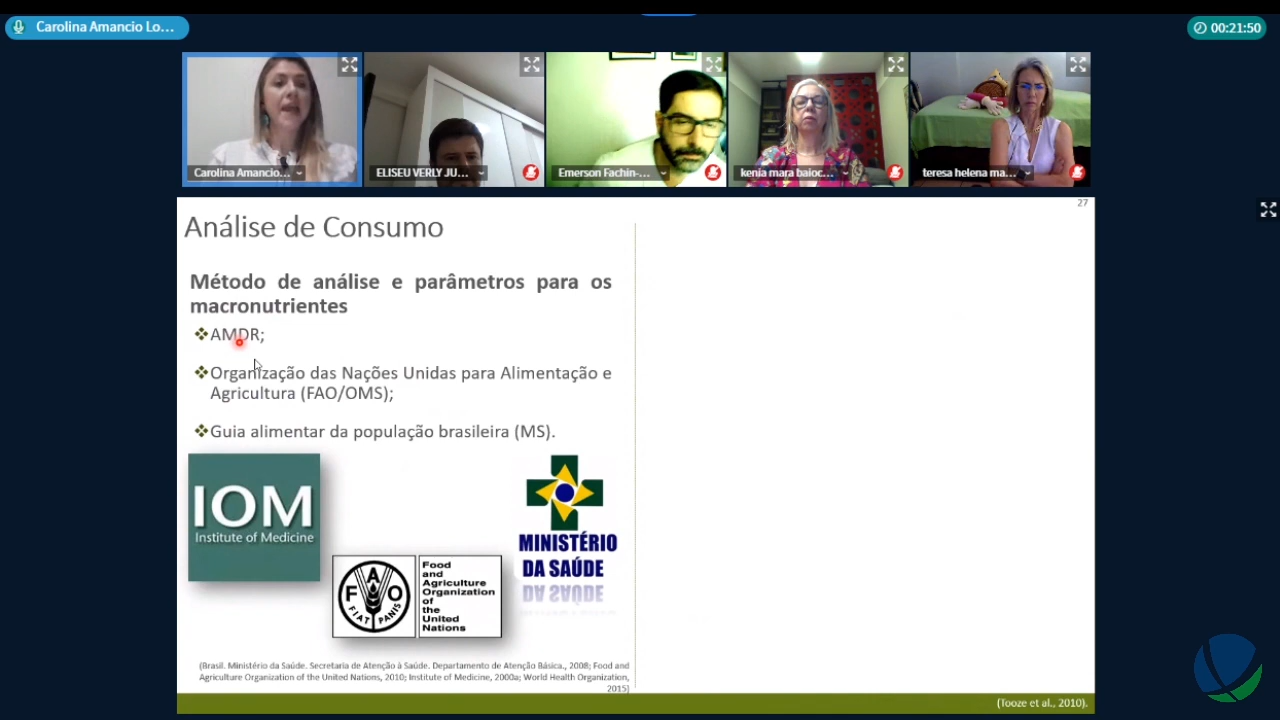 Carolina Amancio Lo...
00:21:50
Carolina Amancio...
ELISEU VERLY JU...
Emerson Fachin-...
kenia mara baioc...
teresa helena ma...
27
Análise de Consumo
Método de análise e parâmetros para os
macronutrientes
AMDR;
Organização das Nações Unidas para Alimentação e
Agricultura (FAO/OMS);
Guia alimentar da população brasileira (MS).
IOM
Institute of Medicine
FAO
FIAT PANIS
Food
and
Agriculture
Organization
of
the
United
Nations
MINISTÉRIO
DA SAÚDE
(Brasil. Ministério da Saúde. Secretaria de Atenção à Saúde. Departamento de Atenção Básica., 2008; Food and
Agriculture Organization of the United Nations, 2010; Institute of Medicine, 2000a; World Health Organization,
2015)
(Tooze et al., 2010).